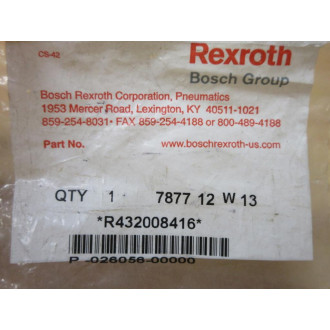 CS-42
Rexroth
Bosch Group
Bosch Rexroth Corporation, Pneumatics
1953 Mercer Road, Lexington, KY 40511-1021
859-254-8031· FAX 859-254-4188 or 800-489-4188
Part No. www.boschrexroth-us.com
QTY 1 7877 12 W 13
*R432008416*
P -026056-00000